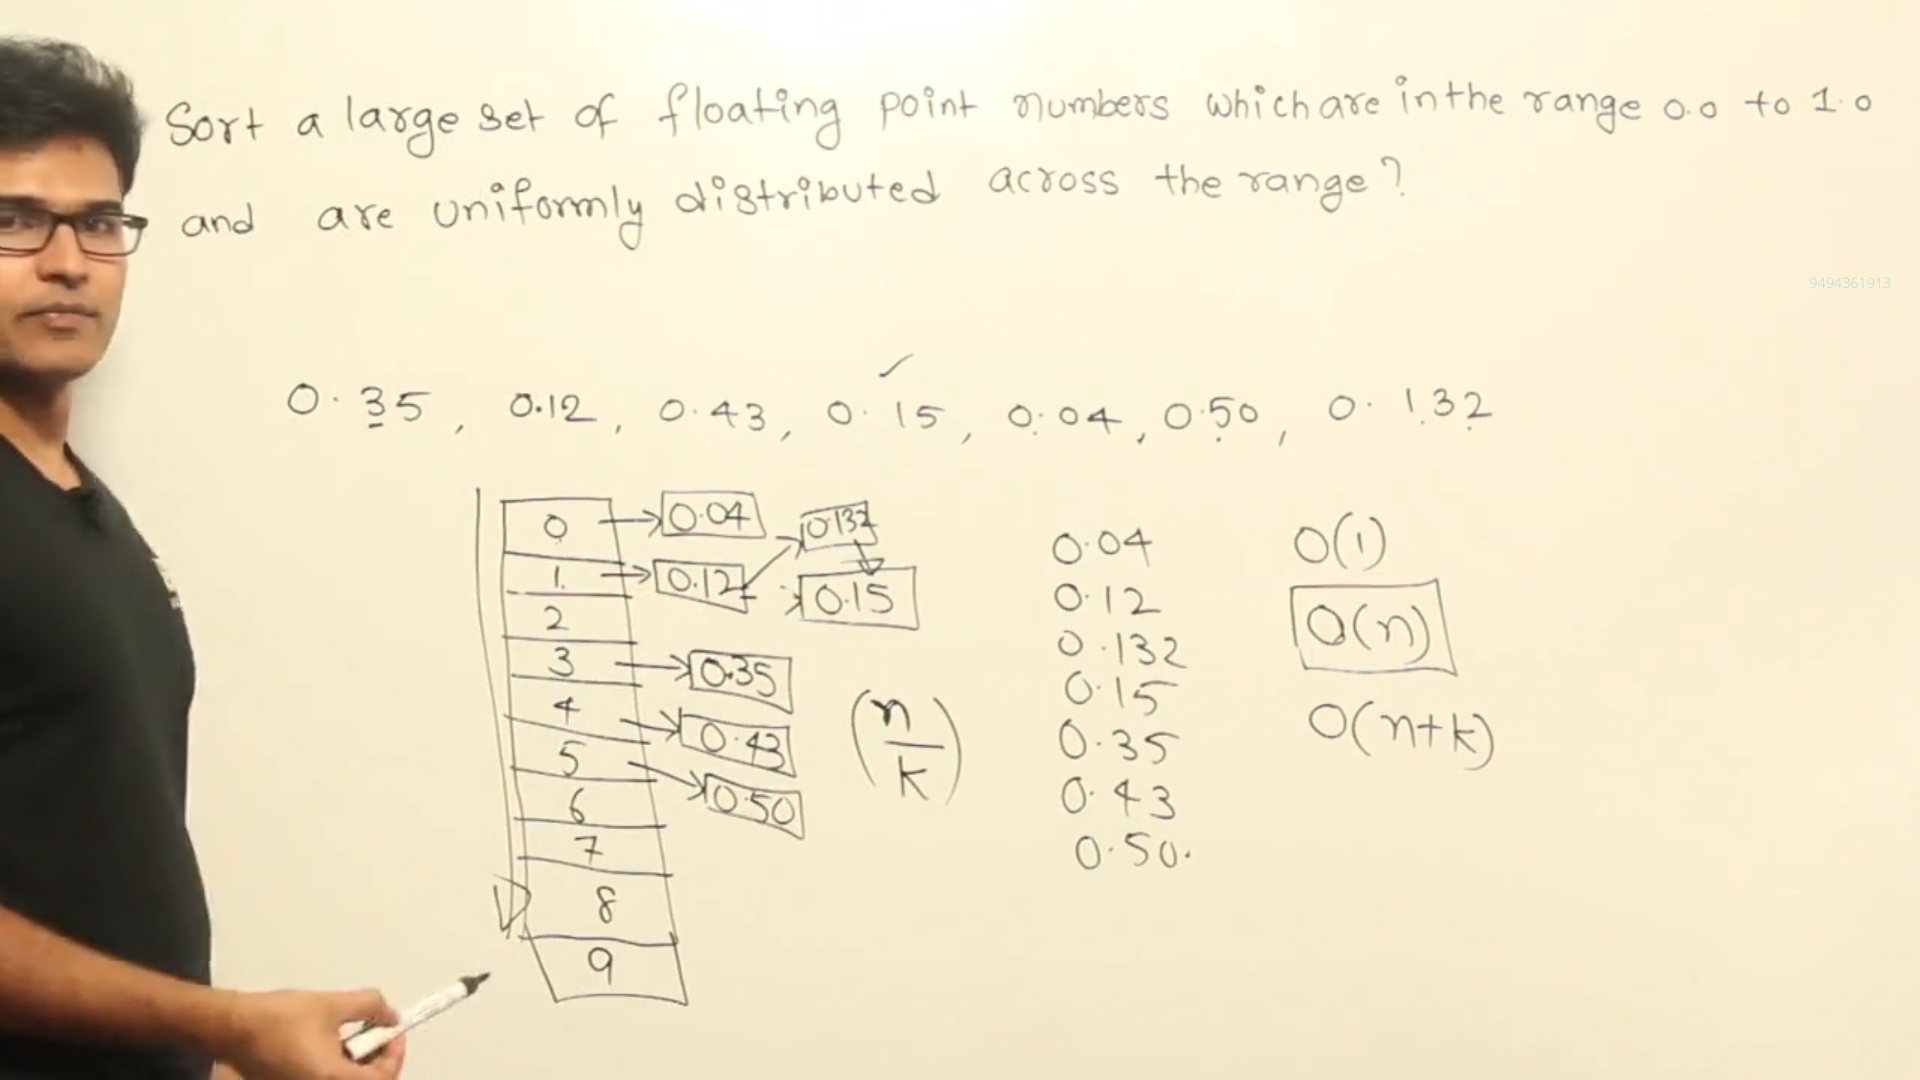 Sort a large set of floating point numbers which are in the range 0.0 to 1.0
and are uniformly distributed across the range?
9494361913
0.35, 0.12, 0.43, 0.15, 0.04, 0.50, 0.132
0 0.04 0.132
1 0.12 0.15
2
3 0.35
4 0.43
5 0.50
6
7
8
9
(n/k)
0.04
0.12
0.132
0.15
0.35
0.43
0.50.
O(1)
O(n)
O(n+k)